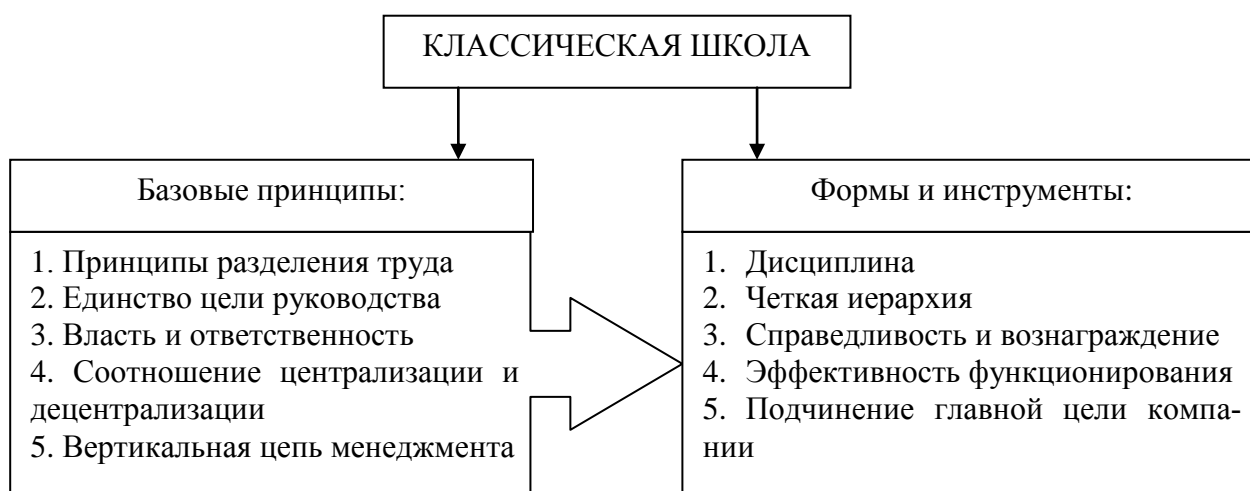 КЛАССИЧЕСКАЯ ШКОЛА
Базовые принципы:
1. Принципы разделения труда
2. Единство цели руководства
3. Власть и ответственность
4. Соотношение централизации и
децентрализации
5. Вертикальная цепь менеджмента
Формы и инструменты:
1. Дисциплина
2. Четкая иерархия
3. Справедливость и вознаграждение
4. Эффективность функционирования
5. Подчинение главной цели компа-
нии